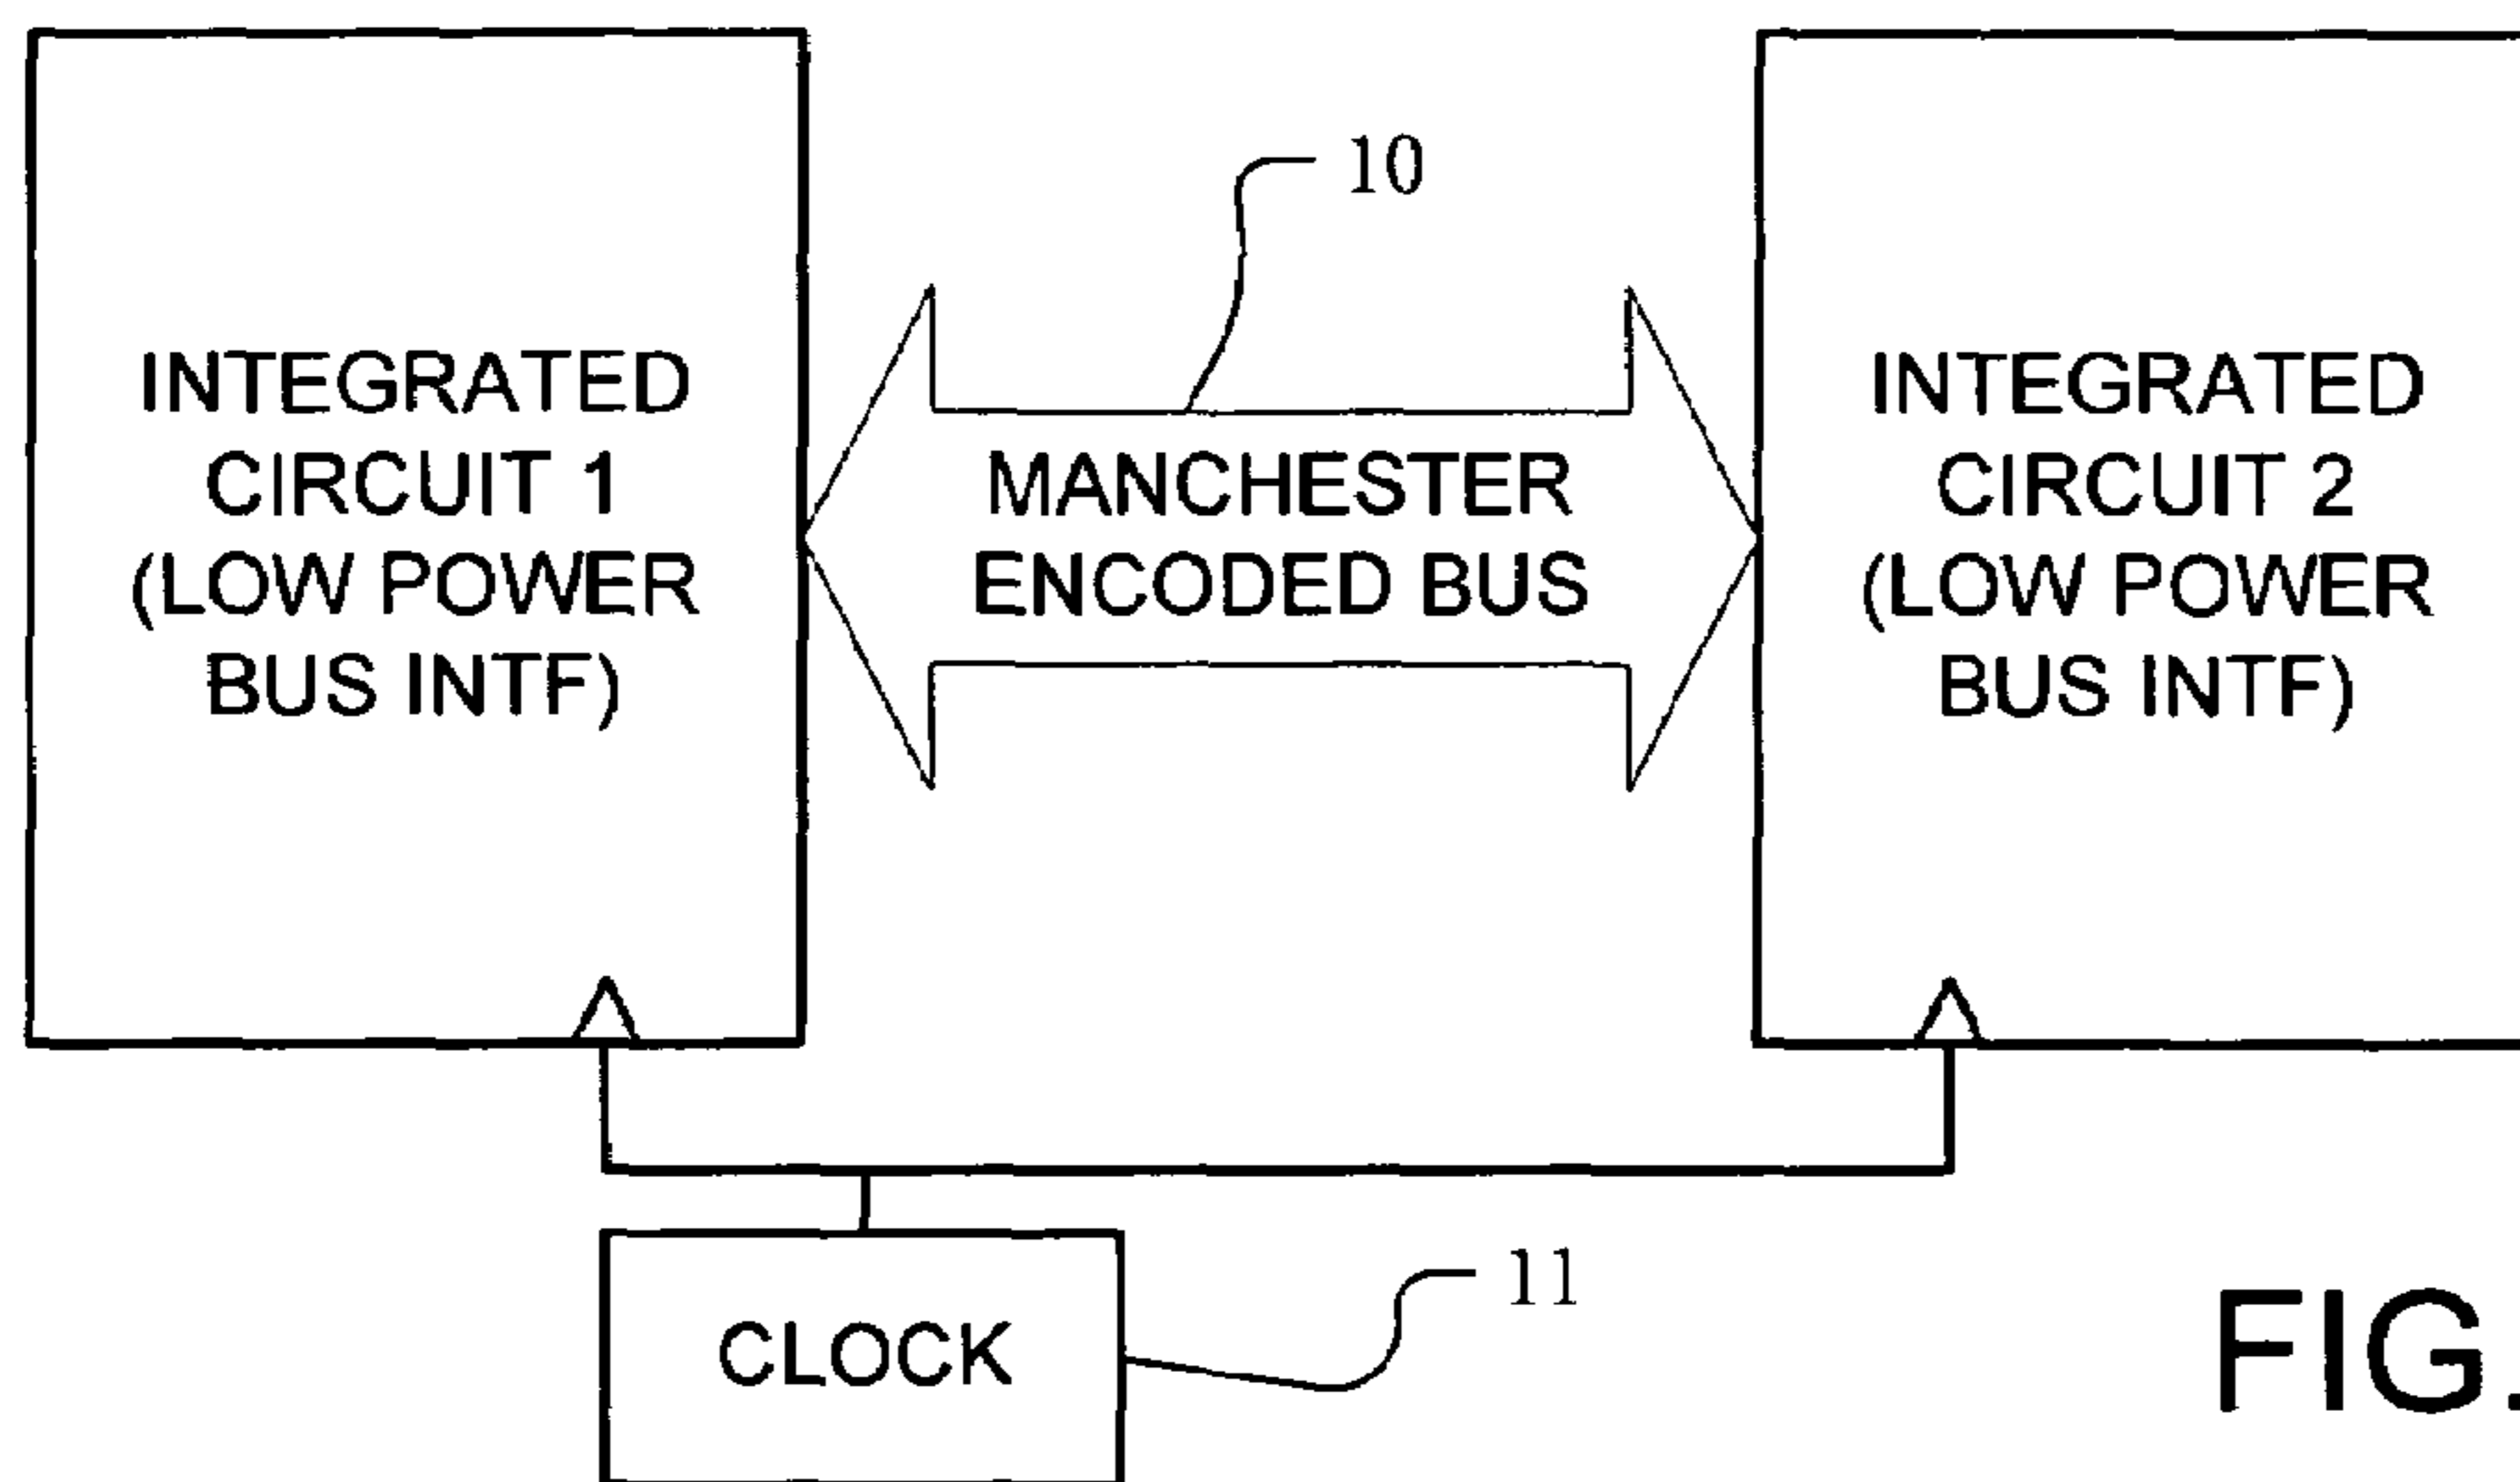 10
INTEGRATED
CIRCUIT 1
(LOW POWER
BUS INTF)
MANCHESTER
ENCODED BUS
INTEGRATED
CIRCUIT 2
(LOW POWER
BUS INTF)
CLOCK
11
FIG.